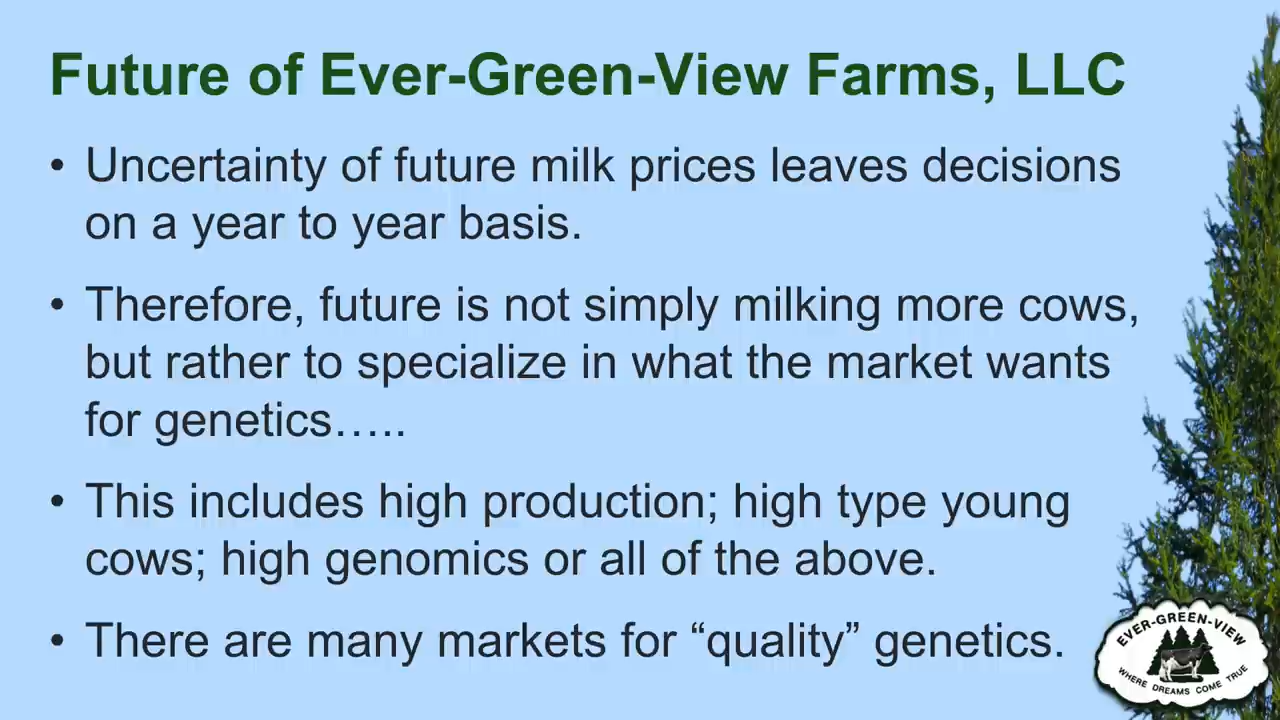 Future of Ever-Green-View Farms, LLC
• Uncertainty of future milk prices leaves decisions
on a year to year basis.
• Therefore, future is not simply milking more cows,
but rather to specialize in what the market wants
for genetics…..
• This includes high production; high type young
cows; high genomics or all of the above.
• There are many markets for “quality” genetics.
EVER-GREEN-VIEW
WHERE DREAMS COME TRUE